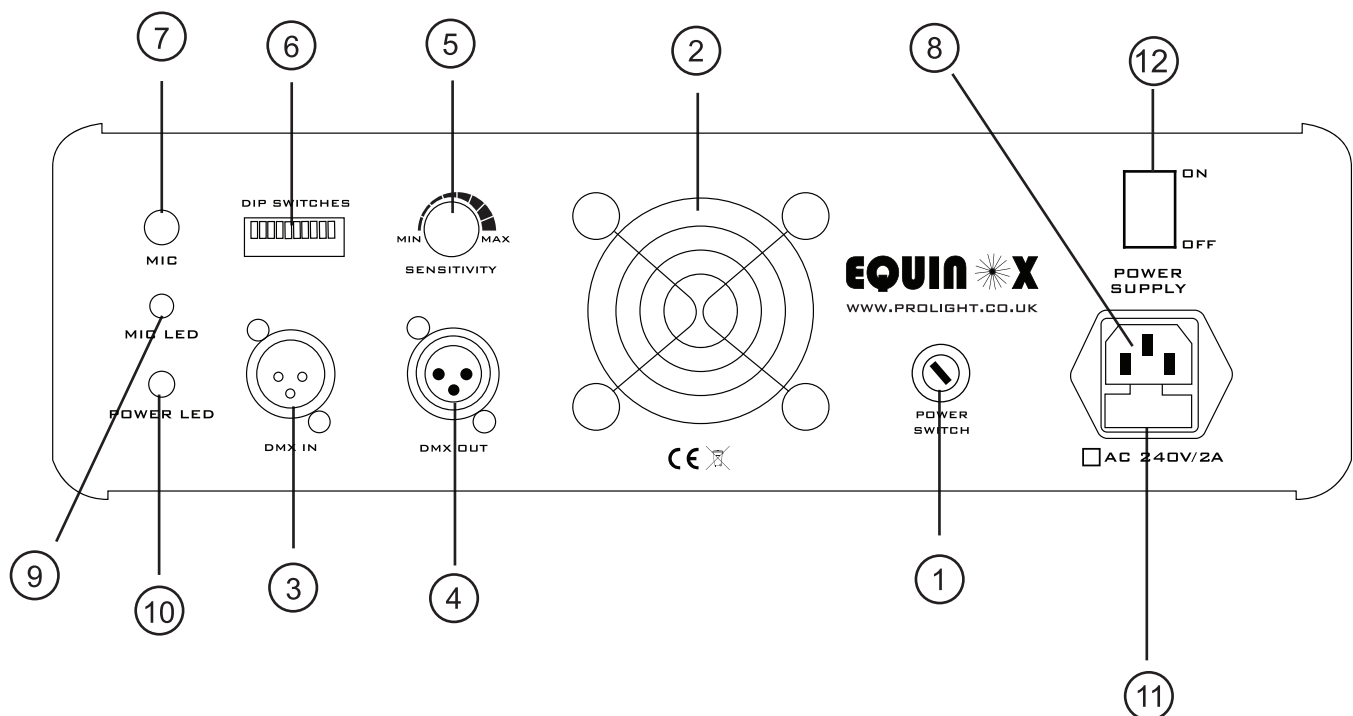 7
6
5
2
8
12
DIP SWITCHES
ON
OFF
MIC
MIN
MAX
SENSITIVITY
EQUINOX
WWW.PROLIGHT.CO.UK
POWER
SUPPLY
MIC LED
POWER LED
DMX IN
DMX OUT
CE
POWER
SWITCH
AC 240V/2A
9
10
3
4
1
11